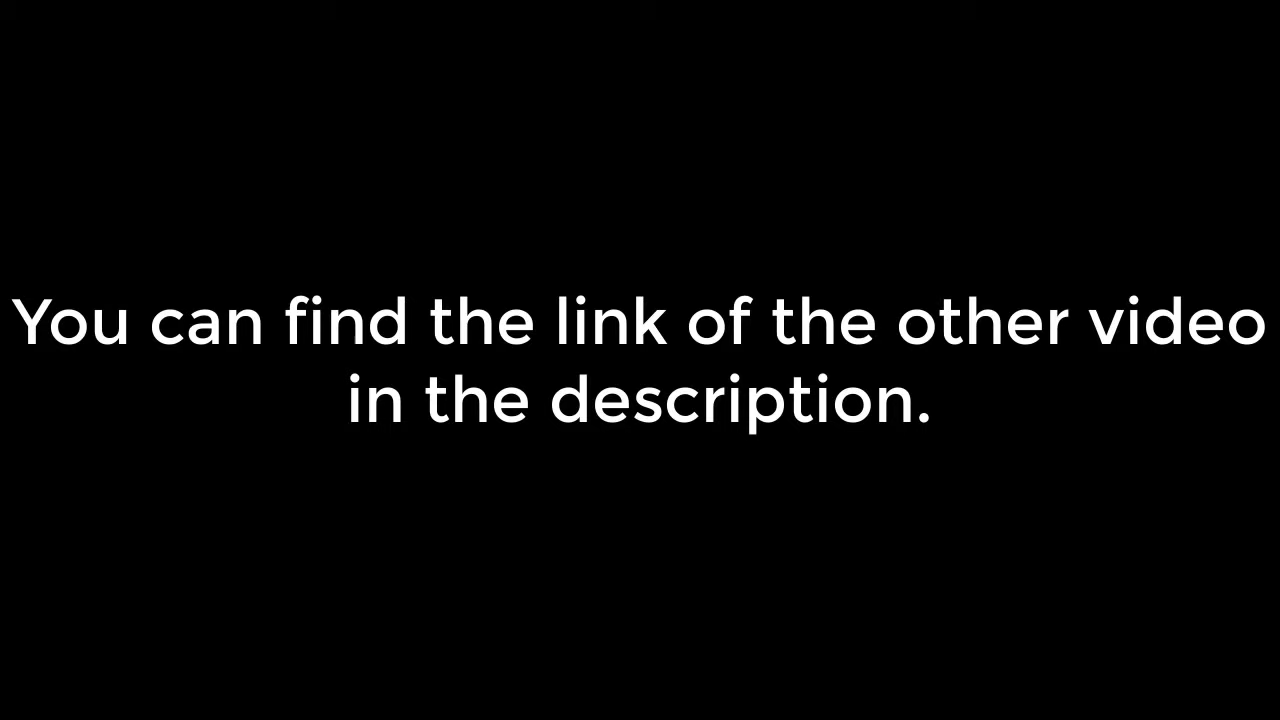 You can find the link of the other video
in the description.